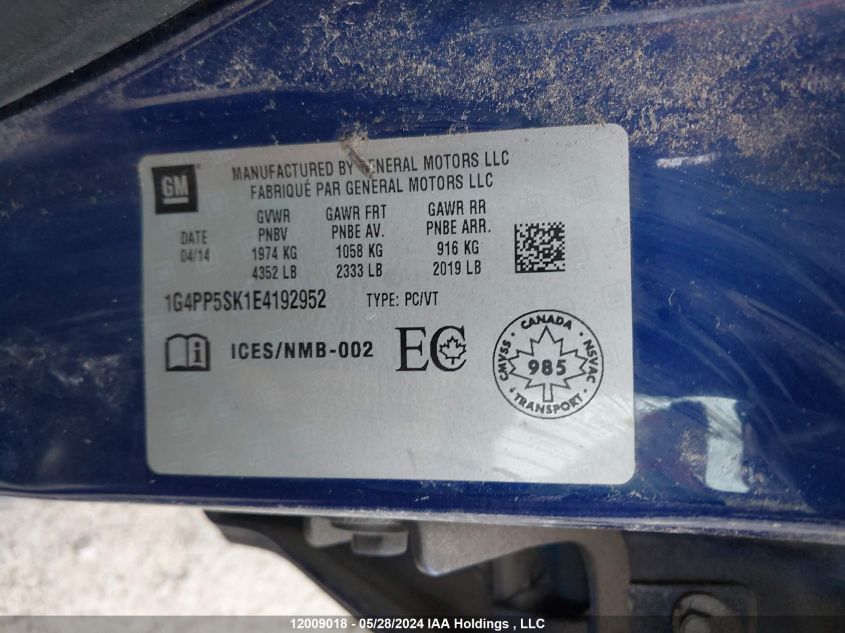 GM
MANUFACTURED BY GENERAL MOTORS LLC
FABRIQUÉ PAR GENERAL MOTORS LLC
GVWR GAWR FRT GAWR RR
DATE PNBV PNBE AV. PNBE ARR.
04/14 1974 KG 1058 KG 916 KG
4352 LB 2333 LB 2019 LB
1G4PP5SK1E4192952 TYPE: PC/VT
ICES/NMB-002 EC
CANADA
CMVSS 985 NSVAC
TRANSPORT
12009018 - 05/28/2024 IAA Holdings , LLC